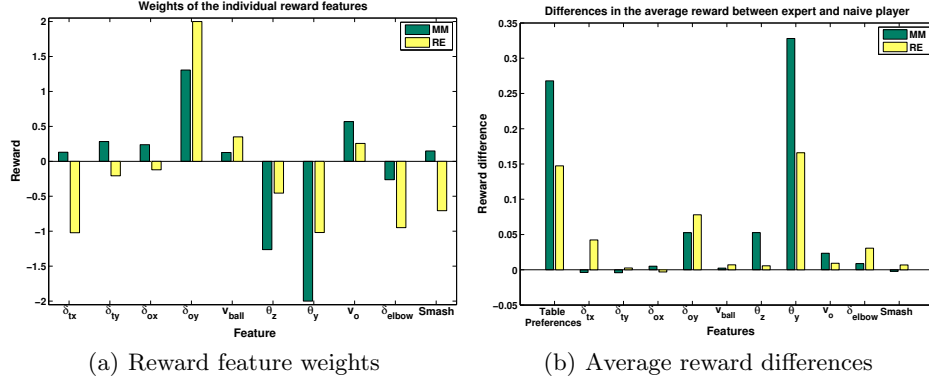 Weights of the individual reward features
MM
RE
2
1.5
1
0.5
0
−0.5
−1
−1.5
−2
Reward
δtx δty δox δoy vball θz θy vo δelbow Smash
Feature
(a) Reward feature weights
Differences in the average reward between expert and naive player
MM
RE
0.35
0.3
0.25
0.2
0.15
0.1
0.05
0
−0.05
Reward difference
Table
Preferences δtx δty δox δoy vball θz θy vo δelbow Smash
Features
(b) Average reward differences